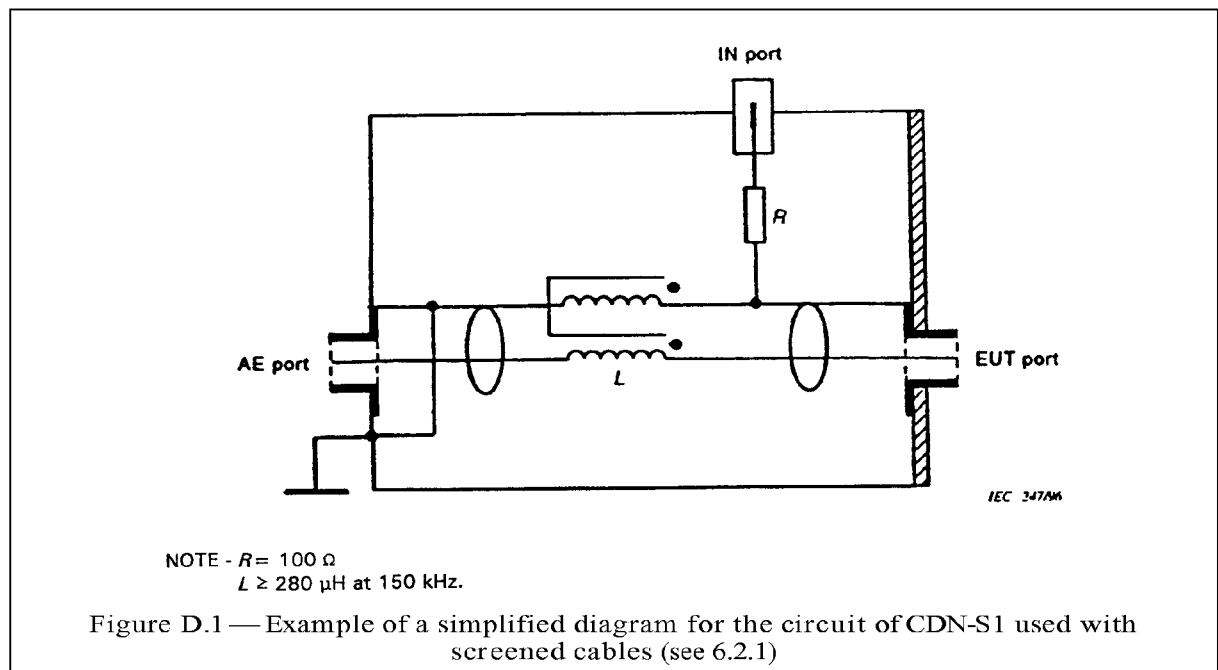 IN port
R
AE port
L
EUT port
NOTE - R = 100 Ω
L ≥ 280 µH at 150 kHz.
Figure D.1 — Example of a simplified diagram for the circuit of CDN-S1 used with
screened cables (see 6.2.1)